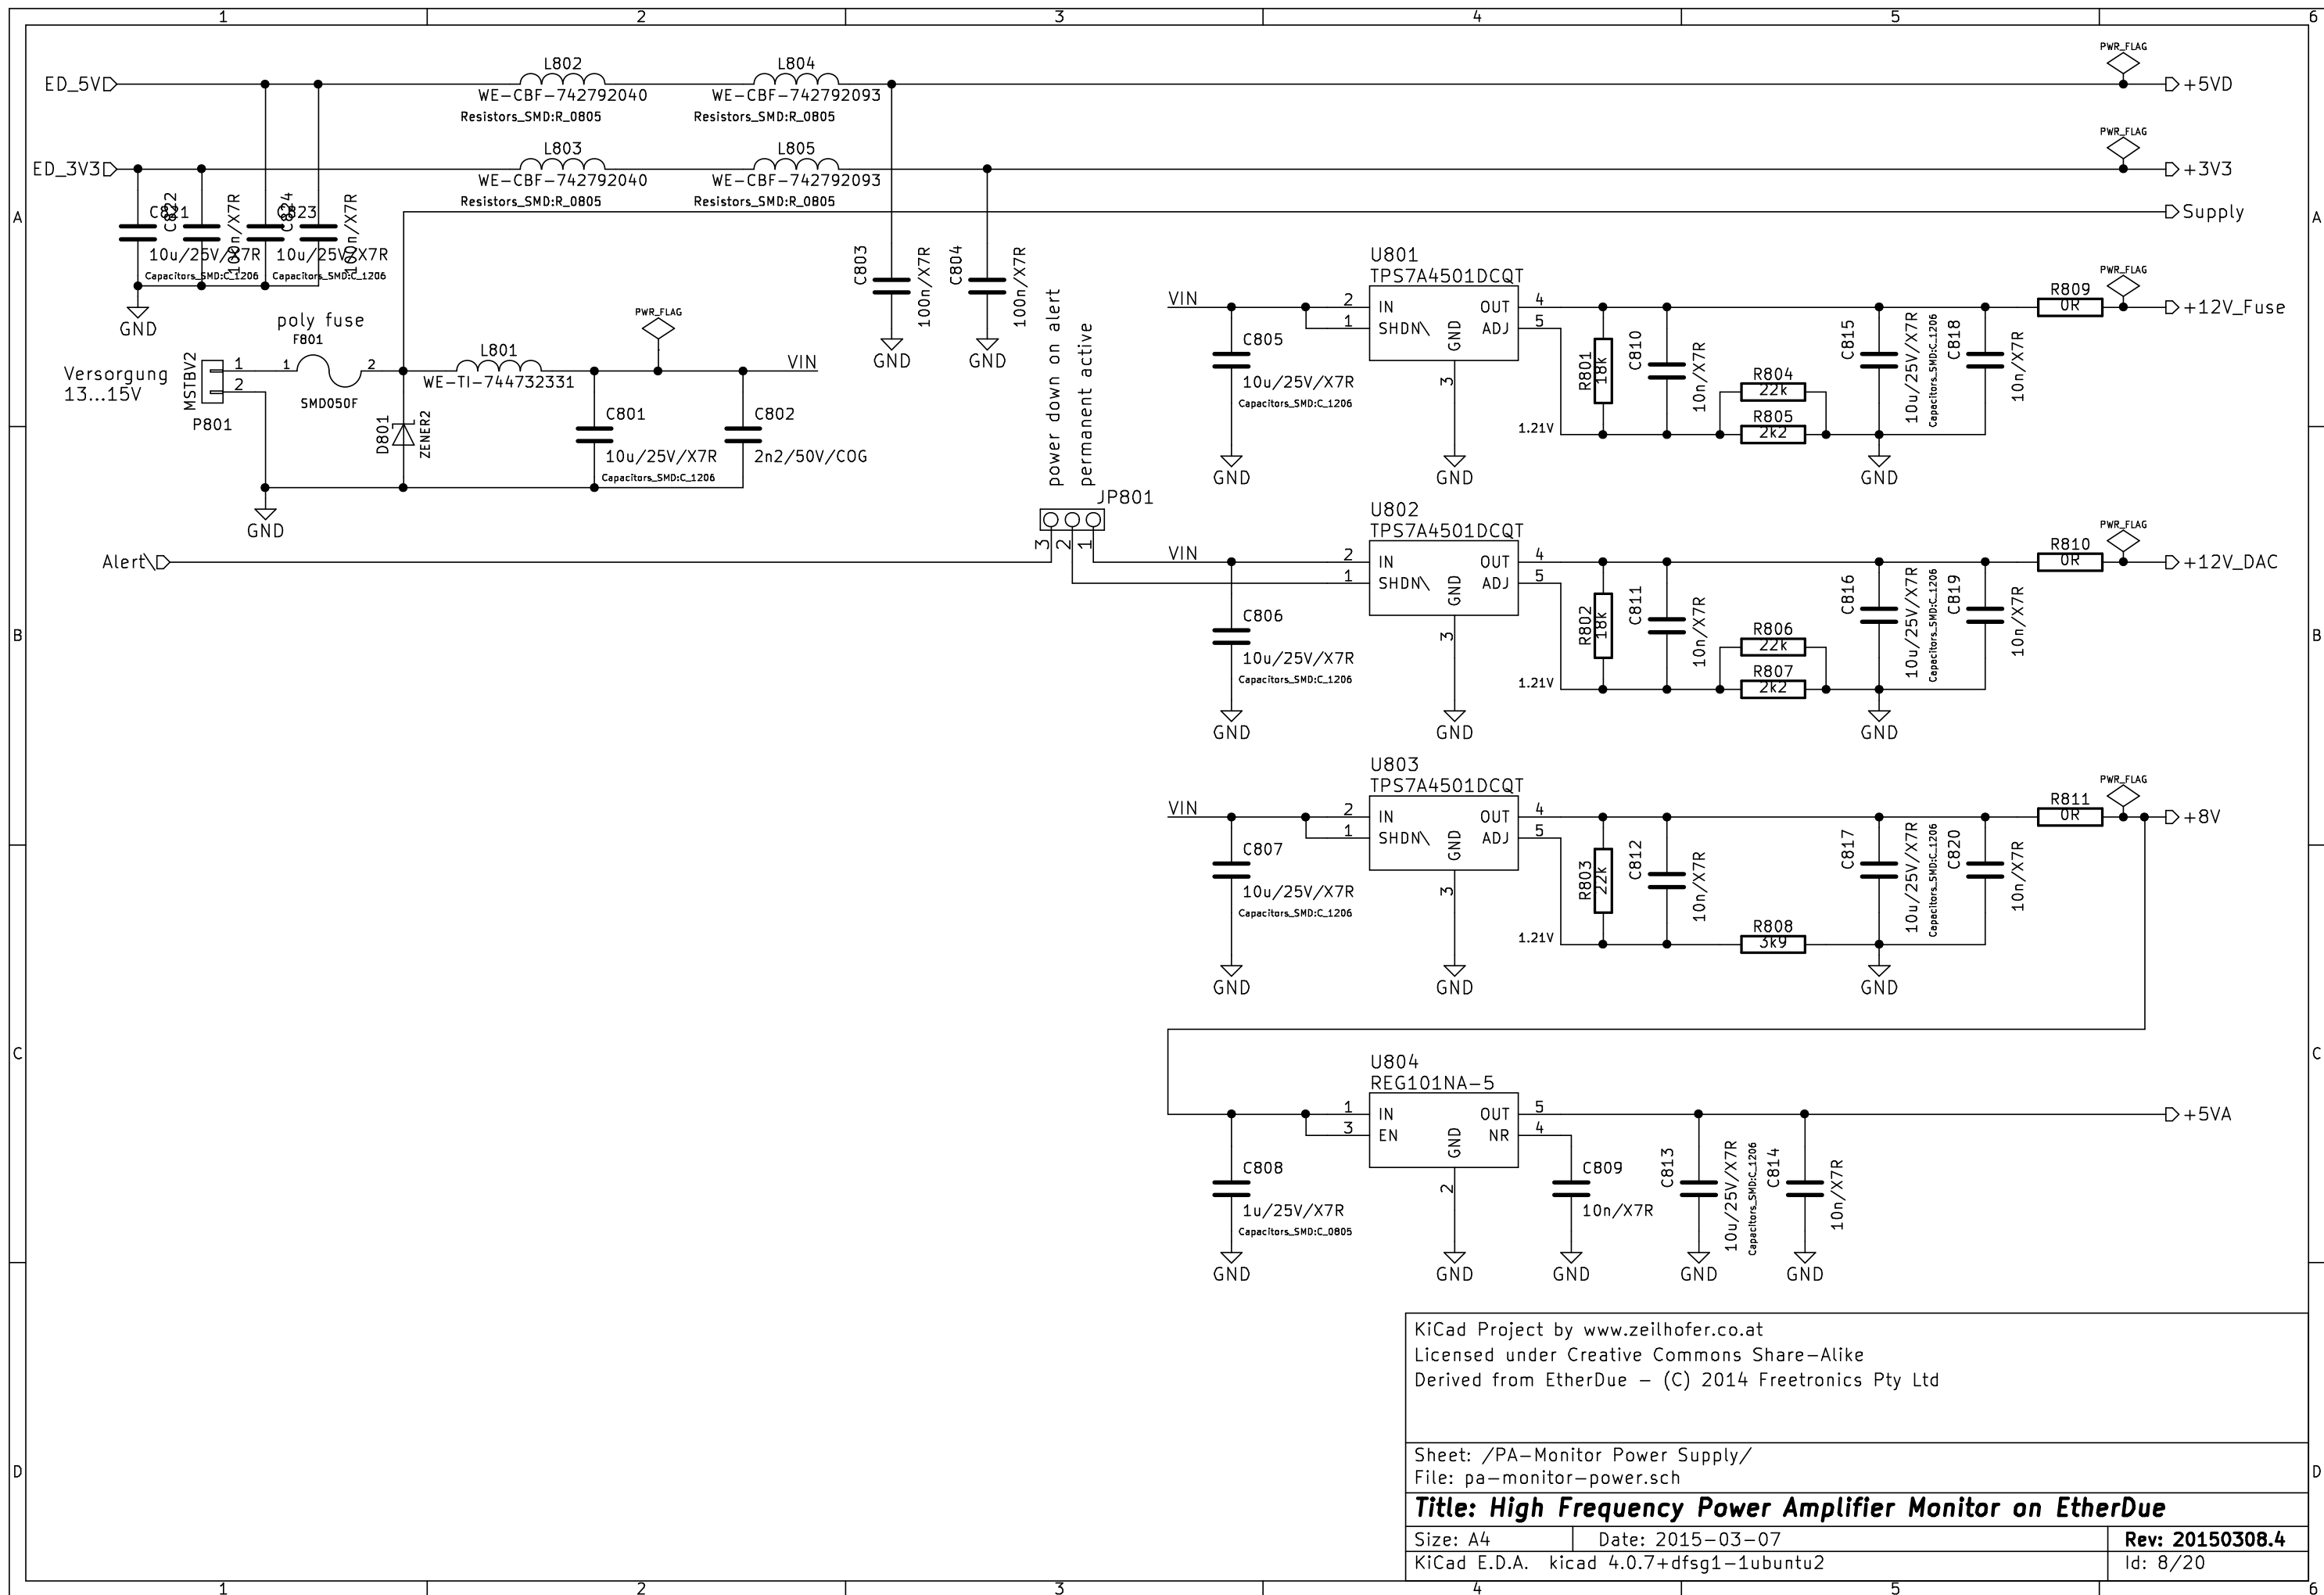 1 2 3 4 5 6
PWR_FLAG
ED_5V
L802
WE-CBF-742792040
Resistors_SMD:R_0805
L804
WE-CBF-742792093
Resistors_SMD:R_0805
+5VD
PWR_FLAG
ED_3V3
L803
WE-CBF-742792040
Resistors_SMD:R_0805
L805
WE-CBF-742792093
Resistors_SMD:R_0805
+3V3
A
A
Supply
C821
10u/25V/X7R
Capacitors_SMD:C_1206
C822
100n/X7R
C823
10u/25V/X7R
Capacitors_SMD:C_1206
C824
100n/X7R
GND
C803
100n/X7R
GND
C804
100n/X7R
GND
poly fuse
F801
1
2
SMD050F
Versorgung
13...15V
MSTBV2
1
2
P801
GND
D801
ZENER2
L801
WE-TI-744732331
PWR_FLAG
VIN
C801
10u/25V/X7R
Capacitors_SMD:C_1206
C802
2n2/50V/COG
power down on alert
permanent active
JP801
3
2
1
Alert\
VIN
C805
10u/25V/X7R
Capacitors_SMD:C_1206
GND
U801
TPS7A4501DCQT
2 IN OUT 4
1 SHDN\ ADJ 5
GND
3
GND
1.21V
R801
18k
C810
10n/X7R
R804
22k
R805
2k2
C815
10u/25V/X7R
Capacitors_SMD:C_1206
C818
10n/X7R
GND
R809
0R
PWR_FLAG
+12V_Fuse
VIN
C806
10u/25V/X7R
Capacitors_SMD:C_1206
GND
U802
TPS7A4501DCQT
2 IN OUT 4
1 SHDN\ ADJ 5
GND
3
GND
1.21V
R802
18k
C811
10n/X7R
R806
22k
R807
2k2
C816
10u/25V/X7R
Capacitors_SMD:C_1206
C819
10n/X7R
GND
R810
0R
PWR_FLAG
+12V_DAC
B
B
VIN
C807
10u/25V/X7R
Capacitors_SMD:C_1206
GND
U803
TPS7A4501DCQT
2 IN OUT 4
1 SHDN\ ADJ 5
GND
3
GND
1.21V
R803
22k
C812
10n/X7R
R808
3k9
C817
10u/25V/X7R
Capacitors_SMD:C_1206
C820
10n/X7R
GND
R811
0R
PWR_FLAG
+8V
C
C
U804
REG101NA-5
1 IN OUT 5
3 EN NR 4
GND
2
GND
C808
1u/25V/X7R
Capacitors_SMD:C_0805
GND
C809
10n/X7R
GND
C813
10u/25V/X7R
Capacitors_SMD:C_1206
GND
C814
10n/X7R
GND
+5VA
D
D
KiCad Project by www.zeilhofer.co.at
Licensed under Creative Commons Share-Alike
Derived from EtherDue - (C) 2014 Freetronics Pty Ltd
Sheet: /PA-Monitor Power Supply/
File: pa-monitor-power.sch
Title: High Frequency Power Amplifier Monitor on EtherDue
Size: A4 Date: 2015-03-07 Rev: 20150308.4
KiCad E.D.A. kicad 4.0.7+dfsg1-1ubuntu2 Id: 8/20
1 2 3 4 5 6